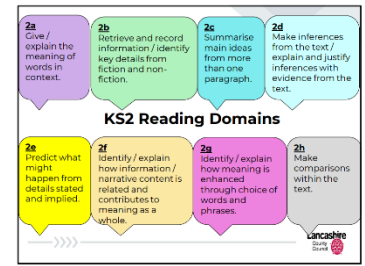 2a
Give /
explain the
meaning of
words in
context.
2b
Retrieve and record
information / identify
key details from
fiction and non-
fiction.
2c
Summarise
main ideas
from more
than one
paragraph.
2d
Make inferences
from the text /
explain and justify
inferences with
evidence from the
text.
KS2 Reading Domains
2e
Predict what
might
happen from
details stated
and implied.
2f
Identify / explain
how information /
narrative content is
related and
contributes to
meaning as a
whole.
2g
Identify / explain
how meaning is
enhanced
through choice of
words and
phrases.
2h
Make
comparisons
within the
text.
Lancashire
County
Council